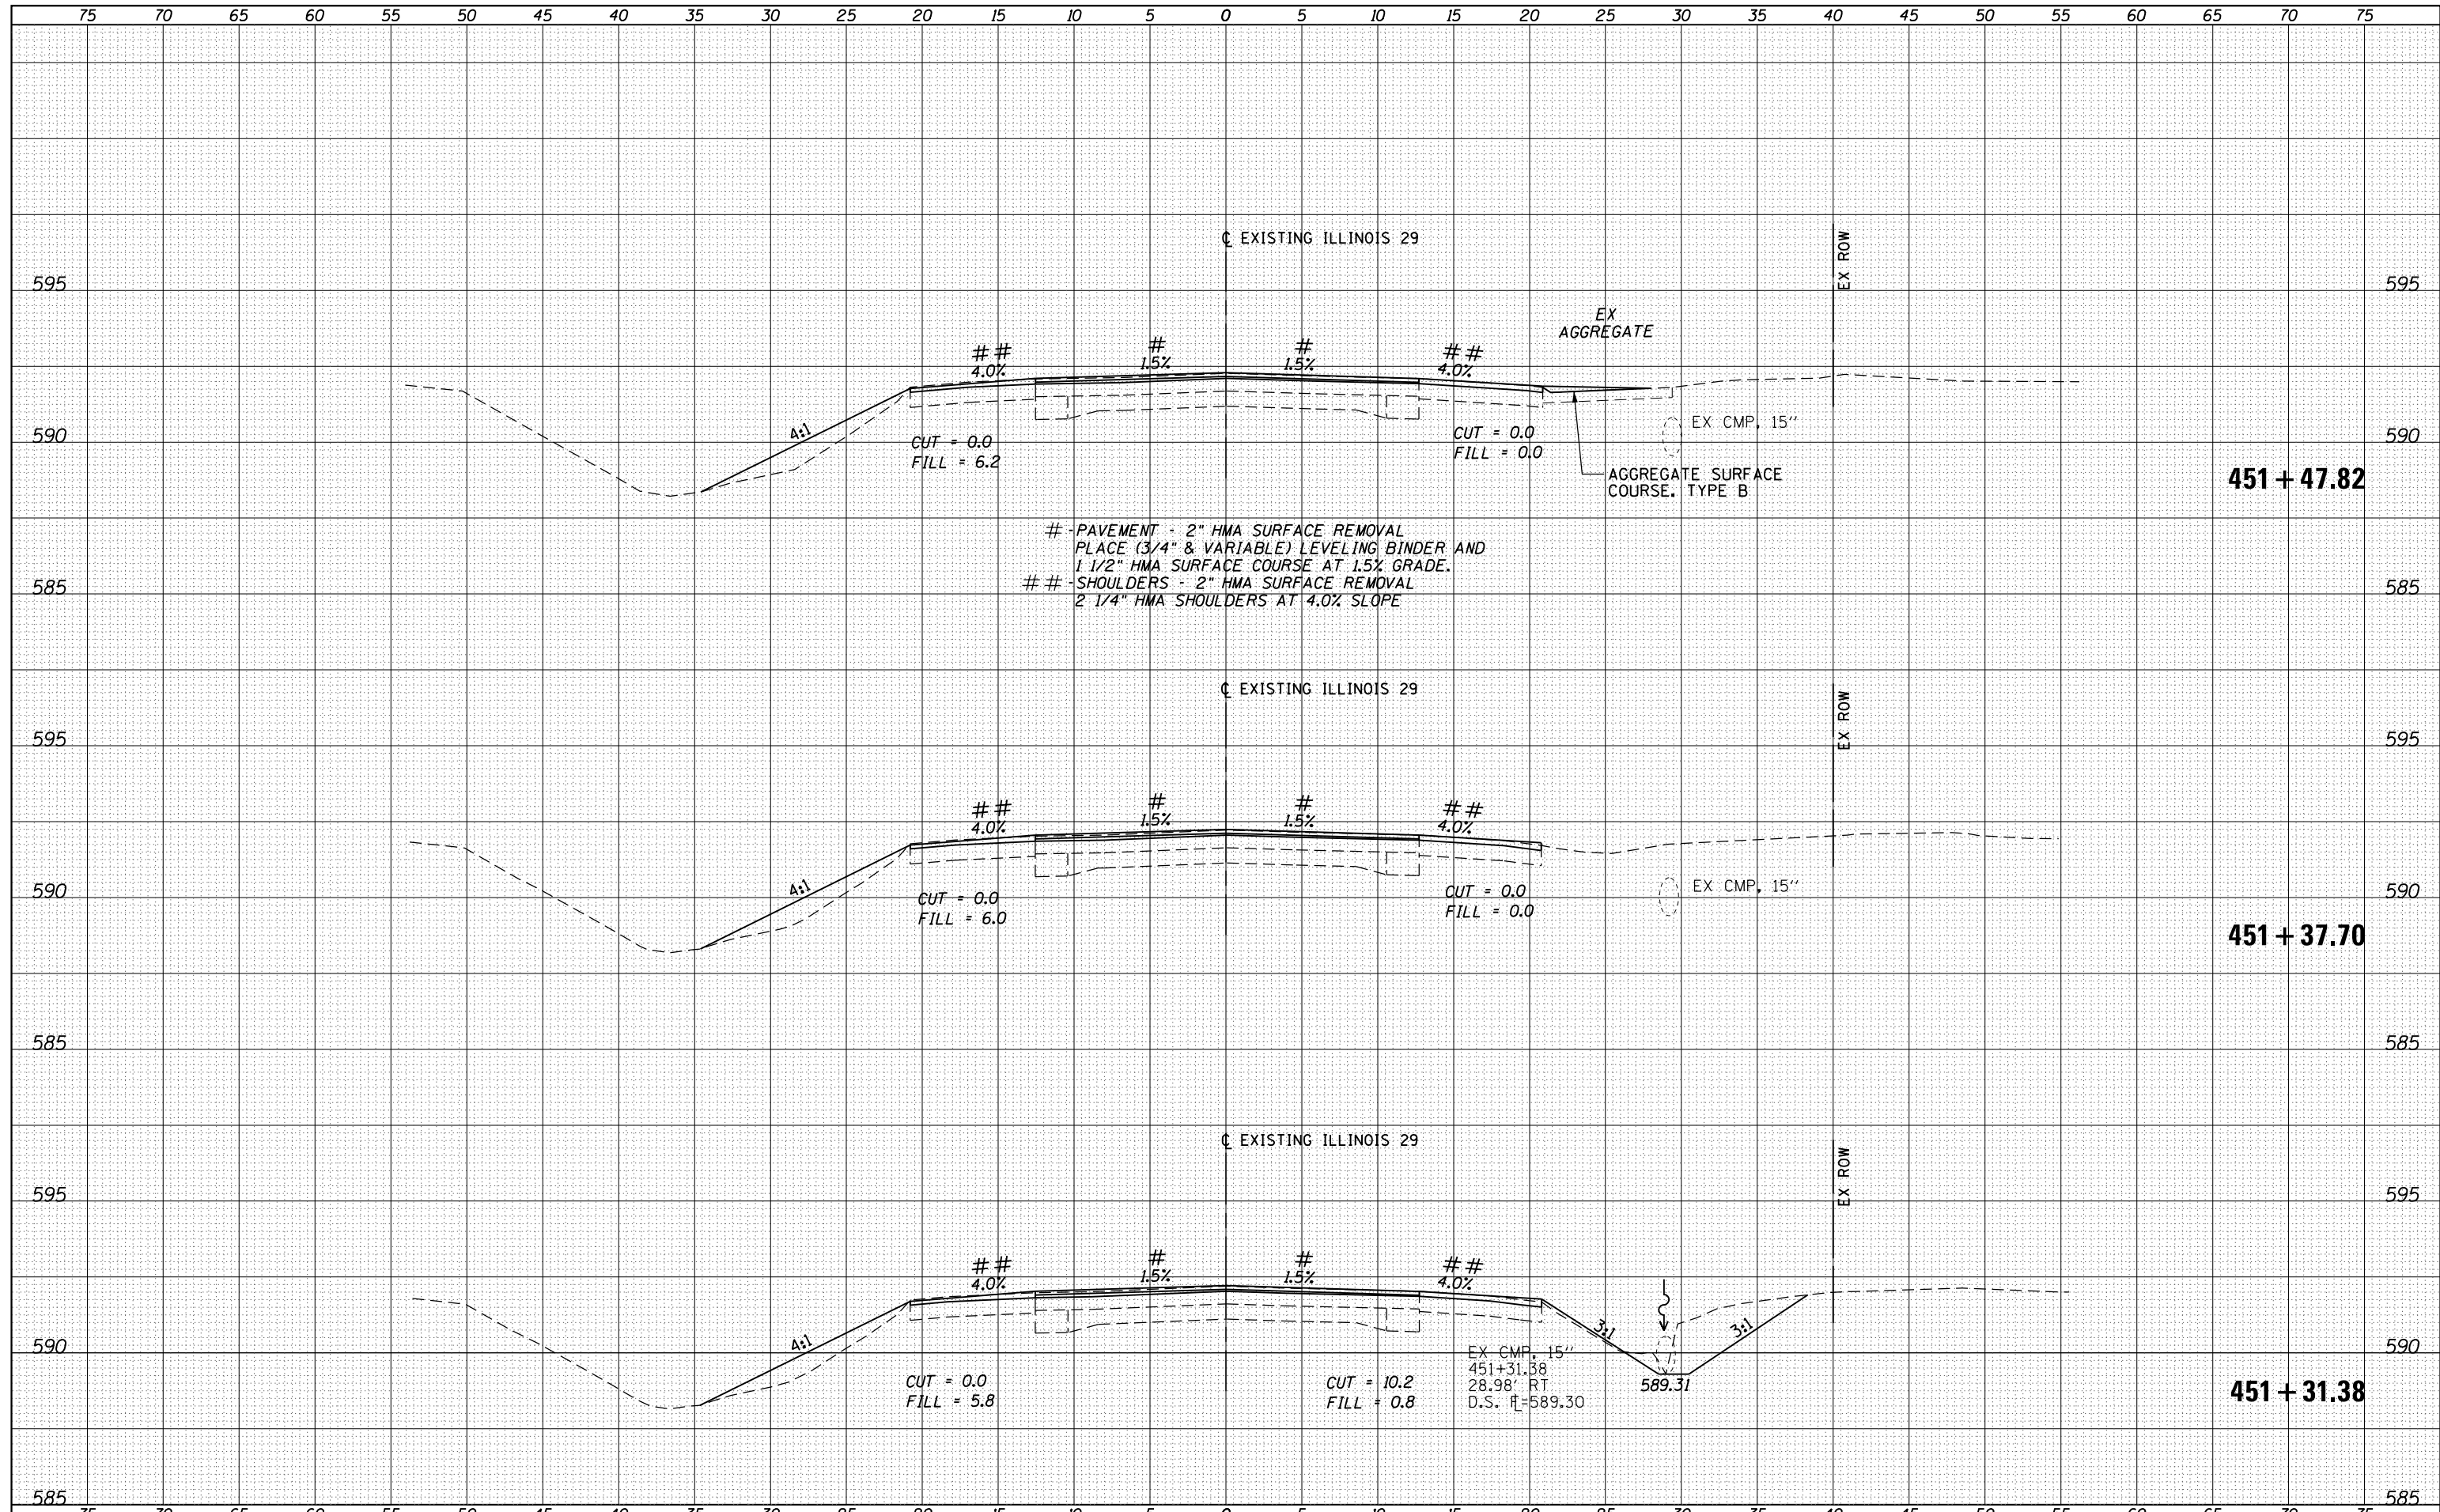 75 70 65 60 55 50 45 40 35 30 25 20 15 10 5 0 5 10 15 20 25 30 35 40 45 50 55 60 65 70 75
℄ EXISTING ILLINOIS 29
EX ROW
595 595
EX
AGGREGATE
## # # ##
4.0% 1.5% 1.5% 4.0%
4:1
590 590
CUT = 0.0
FILL = 6.2
CUT = 0.0
FILL = 0.0
EX CMP, 15''
AGGREGATE SURFACE
COURSE, TYPE B
451 + 47.82
# - PAVEMENT - 2" HMA SURFACE REMOVAL
PLACE (3/4" & VARIABLE) LEVELING BINDER AND
1 1/2" HMA SURFACE COURSE AT 1.5% GRADE.
## - SHOULDERS - 2" HMA SURFACE REMOVAL
2 1/4" HMA SHOULDERS AT 4.0% SLOPE
585 585
℄ EXISTING ILLINOIS 29
EX ROW
595 595
## # # ##
4.0% 1.5% 1.5% 4.0%
4:1
590 590
CUT = 0.0
FILL = 6.0
CUT = 0.0
FILL = 0.0
EX CMP, 15''
451 + 37.70
585 585
℄ EXISTING ILLINOIS 29
EX ROW
595 595
## # # ##
4.0% 1.5% 1.5% 4.0%
4:1
3:1 3:1
590 590
CUT = 0.0
FILL = 5.8
CUT = 10.2
FILL = 0.8
EX CMP, 15''
451+31.38
28.98' RT
D.S. FL=589.30
589.31
451 + 31.38
585 585
75 70 65 60 55 50 45 40 35 30 25 20 15 10 5 0 5 10 15 20 25 30 35 40 45 50 55 60 65 70 75